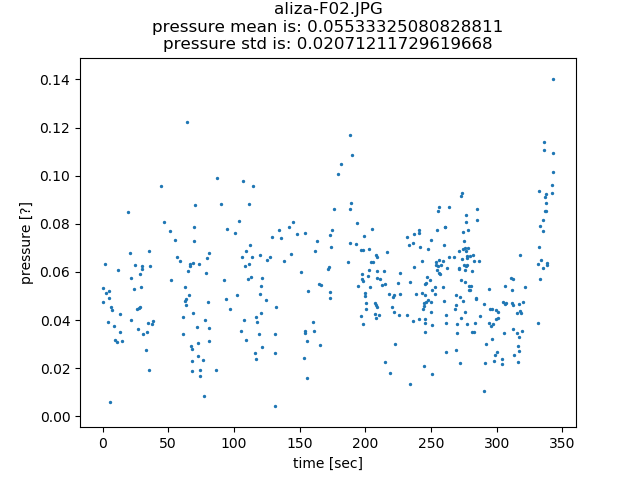 aliza-F02.JPG
pressure mean is: 0.05533325080828811
pressure std is: 0.02071211729619668
0.14
0.12
0.10
0.08
0.06
0.04
0.02
0.00
pressure [?]
0 50 100 150 200 250 300 350
time [sec]